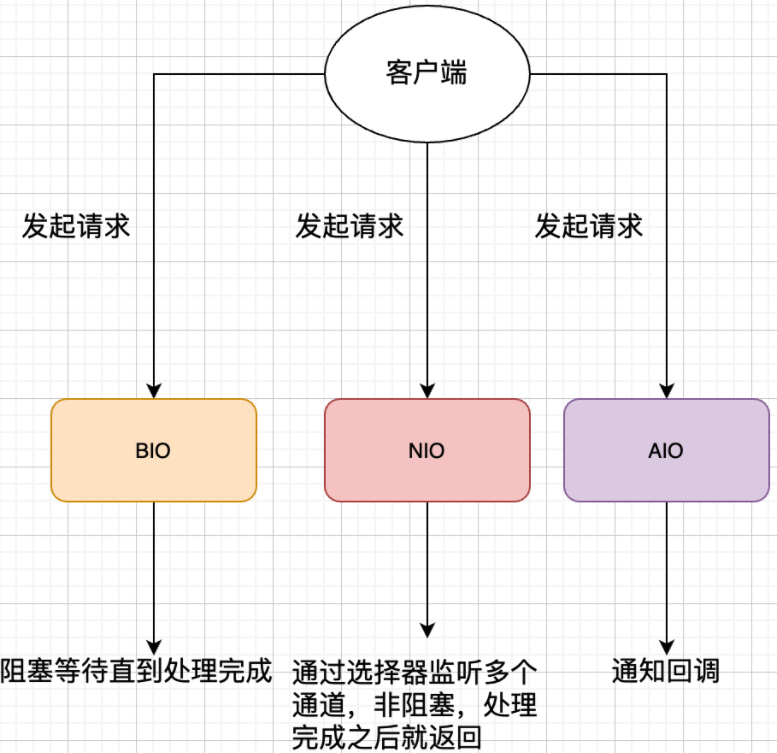 客户端
发起请求
发起请求
发起请求
BIO
NIO
AIO
阻塞等待直到处理完成
通过选择器监听多个
通道，非阻塞，处理
完成之后就返回
通知回调